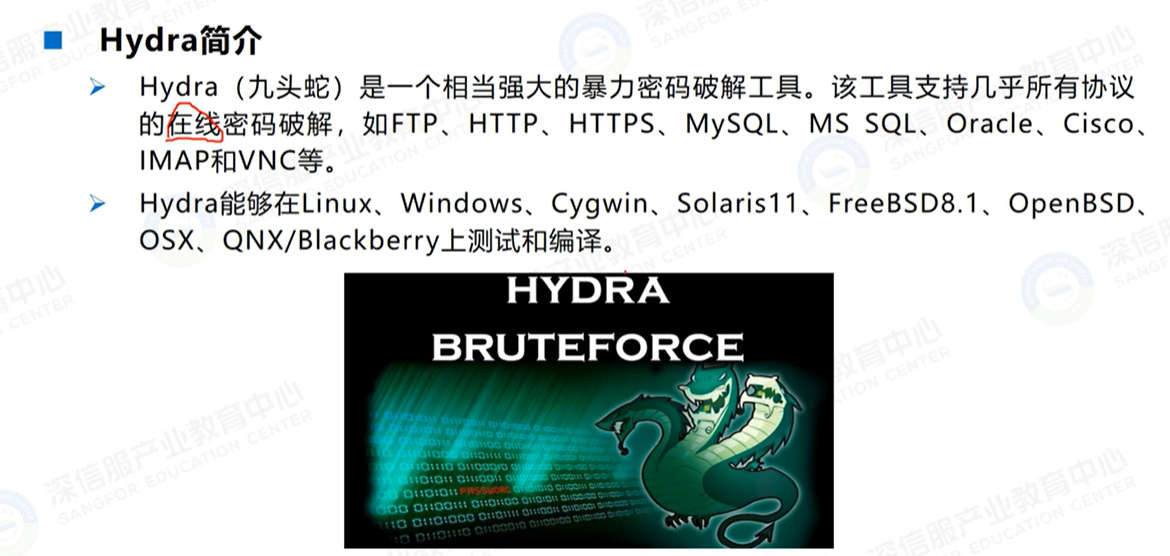 Hydra简介
Hydra（九头蛇）是一个相当强大的暴力密码破解工具。该工具支持几乎所有协议
的在线密码破解，如FTP、HTTP、HTTPS、MySQL、MS SQL、Oracle、Cisco、
IMAP和VNC等。
Hydra能够在Linux、Windows、Cygwin、Solaris11、FreeBSD8.1、OpenBSD、
OSX、QNX/Blackberry上测试和编译。
HYDRA
BRUTEFORCE
PASSWORD
深信服产业教育中心
SANGFOR EDUCATION CENTER